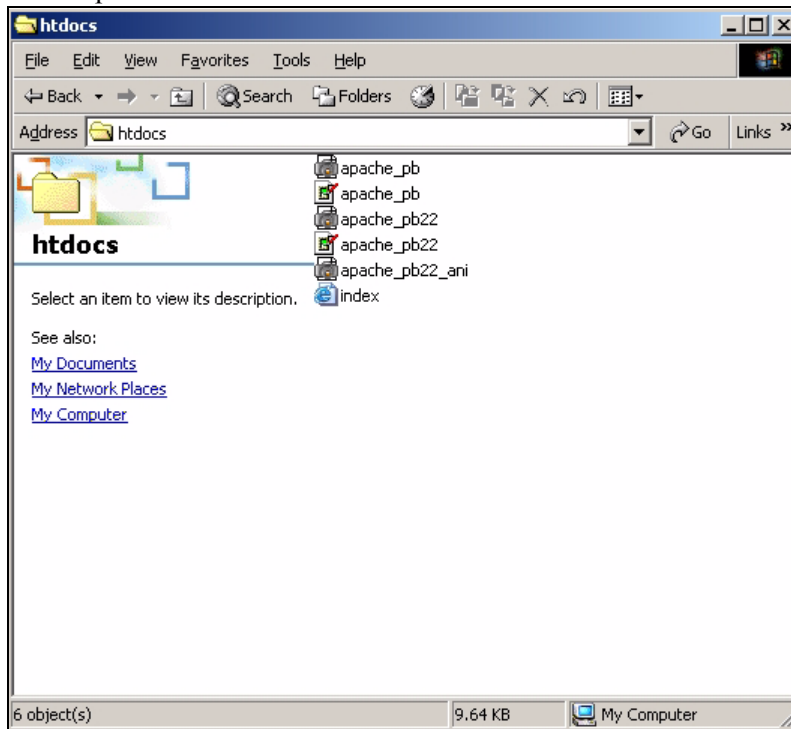 htdocs
File Edit View Favorites Tools Help
Back Search Folders
Address htdocs Go Links »
htdocs
Select an item to view its description.
See also:
My Documents
My Network Places
My Computer
apache_pb
apache_pb
apache_pb22
apache_pb22
apache_pb22_ani
index
6 object(s) 9.64 KB My Computer